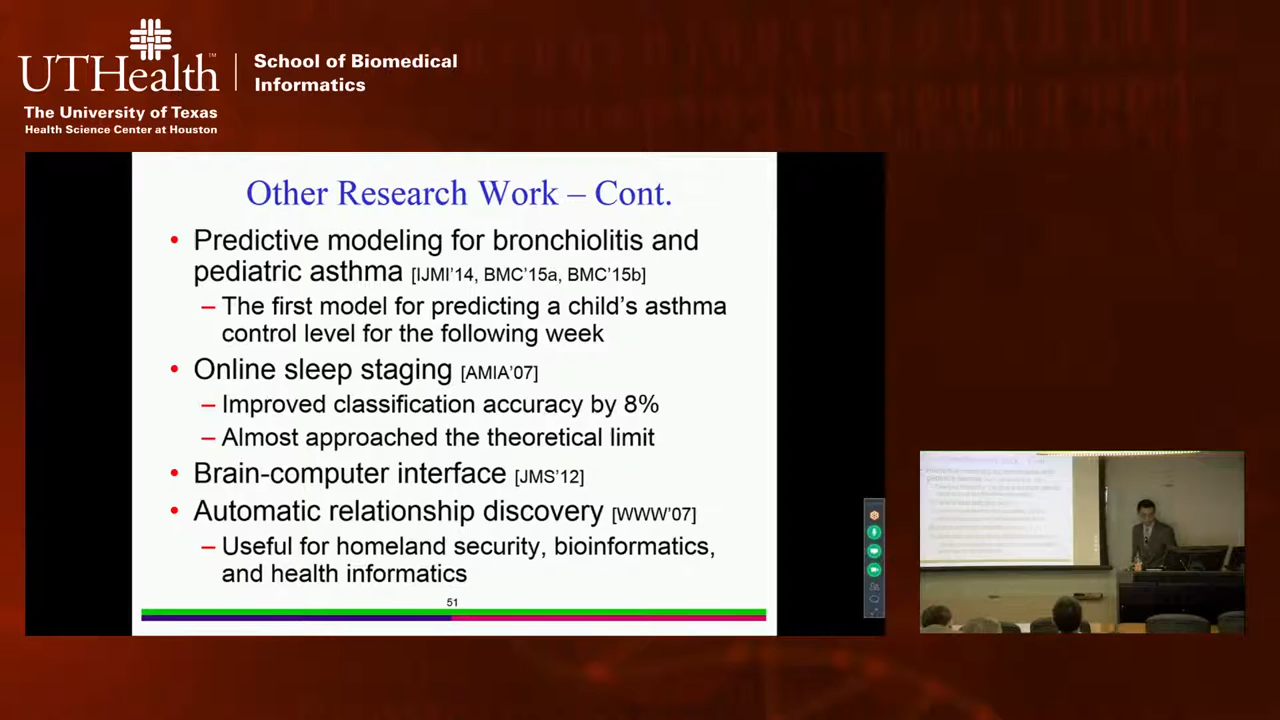 UTHealth™
School of Biomedical
Informatics
The University of Texas
Health Science Center at Houston
Other Research Work – Cont.
• Predictive modeling for bronchiolitis and
pediatric asthma [IJMI'14, BMC'15a, BMC'15b]
– The first model for predicting a child's asthma
control level for the following week
• Online sleep staging [AMIA'07]
– Improved classification accuracy by 8%
– Almost approached the theoretical limit
• Brain-computer interface [JMS'12]
• Automatic relationship discovery [WWW'07]
– Useful for homeland security, bioinformatics,
and health informatics
51